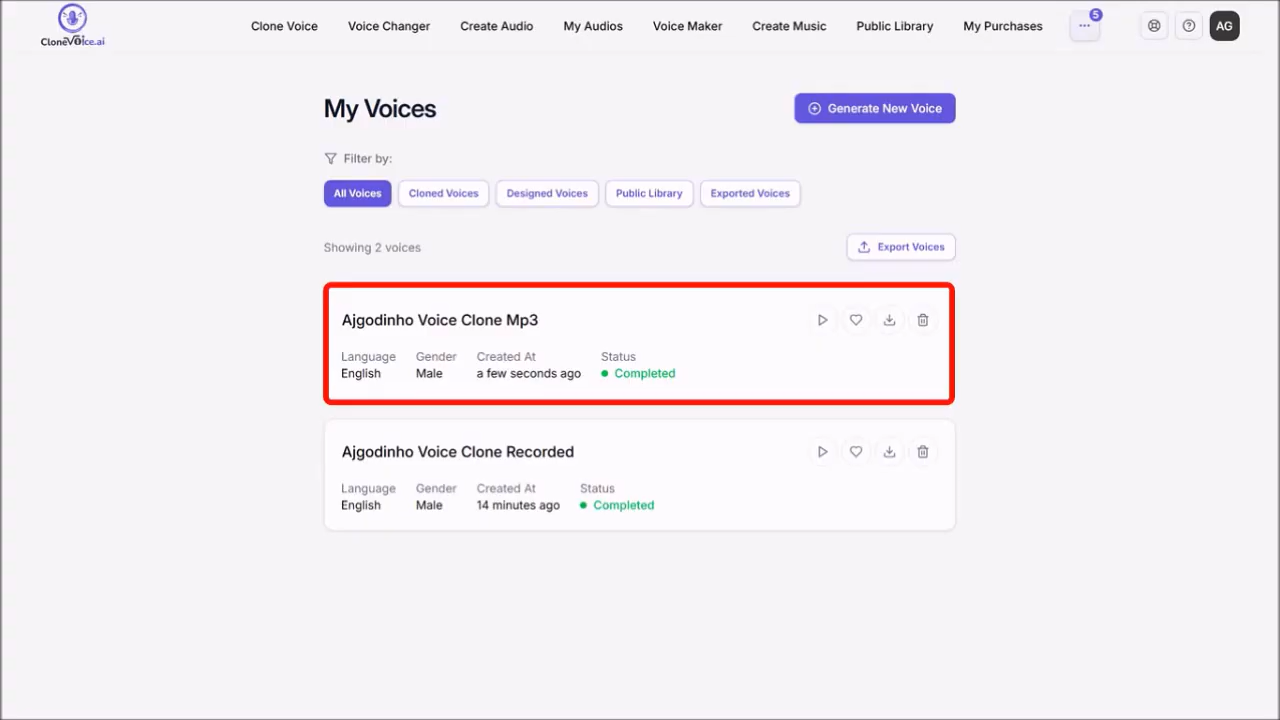 CloneVoice.ai
Clone Voice Voice Changer Create Audio My Audios Voice Maker Create Music Public Library My Purchases ... 5 AG
My Voices
Generate New Voice
Filter by:
All Voices Cloned Voices Designed Voices Public Library Exported Voices
Showing 2 voices
Export Voices
Ajgodinho Voice Clone Mp3
Language Gender Created At Status
English Male a few seconds ago Completed
Ajgodinho Voice Clone Recorded
Language Gender Created At Status
English Male 14 minutes ago Completed